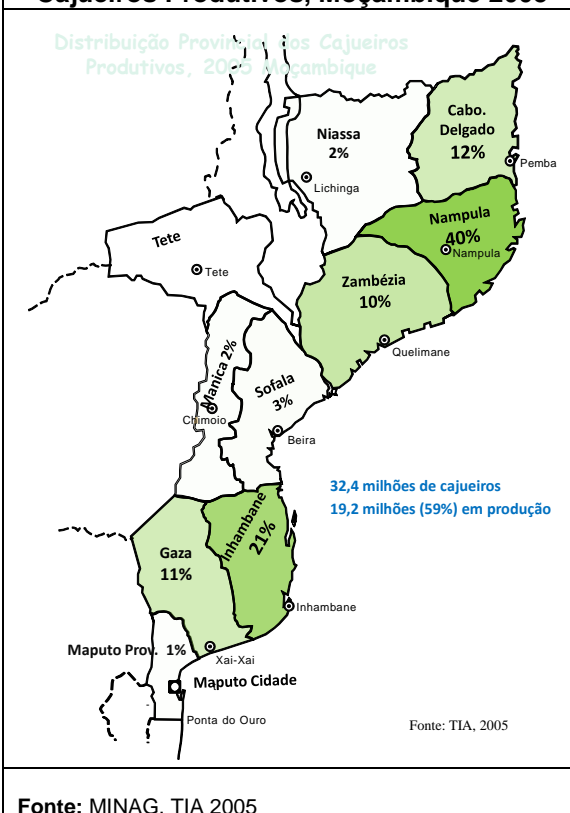 Cajueiros Produtivos, Moçambique 2005
Distribuição Provincial dos Cajueiros
Produtivos, 2005 Moçambique
Cabo.
Delgado
12%
Pemba
Niassa
2%
Lichinga
Nampula
40%
Nampula
Tete
Tete
Zambézia
10%
Quelimane
Manica 2%
Chimoio
Sofala
3%
Beira
32,4 milhões de cajueiros
19,2 milhões (59%) em produção
Inhambane
21%
Gaza
11%
Inhambane
Maputo Prov. 1%
Xai-Xai
Maputo Cidade
Ponta do Ouro
Fonte: TIA, 2005
Fonte: MINAG, TIA 2005